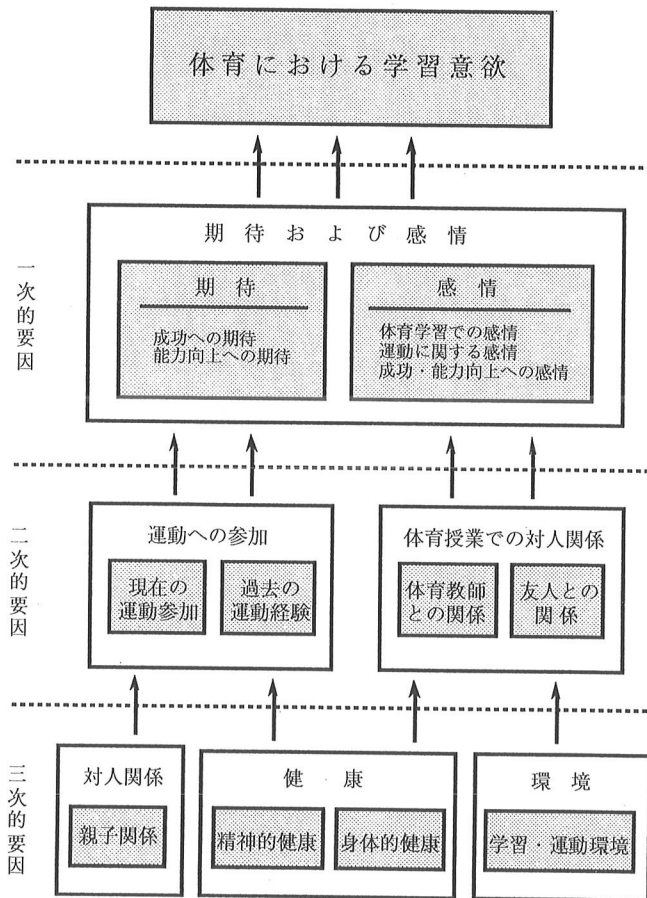 体育における学習意欲
一次的要因
期待および感情
期待
成功への期待
能力向上への期待
感情
体育学習での感情
運動に関する感情
成功・能力向上への感情
二次的要因
運動への参加
現在の
運動参加
過去の
運動経験
体育授業での対人関係
体育教師
との関係
友人との
関係
三次的要因
対人関係
親子関係
健康
精神的健康
身体的健康
環境
学習・運動環境